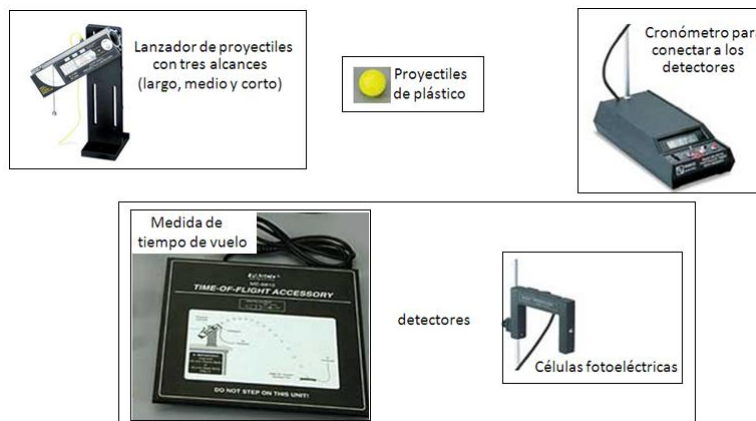 Lanzador de proyectiles
con tres alcances
(largo, medio y corto)
Proyectiles
de plástico
Cronómetro para
conectar a los
detectores
Medida de
tiempo de vuelo
TIME-OF-FLIGHT ACCESSORY
DO NOT STEP ON THIS UNIT!
detectores
Células fotoeléctricas